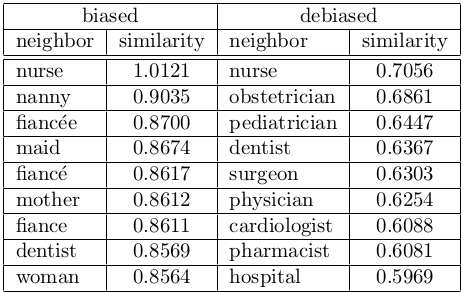 biased debiased
neighbor similarity neighbor similarity
nurse 1.0121 nurse 0.7056
nanny 0.9035 obstetrician 0.6861
fiancée 0.8700 pediatrician 0.6447
maid 0.8674 dentist 0.6367
fiancé 0.8617 surgeon 0.6303
mother 0.8612 physician 0.6254
fiance 0.8611 cardiologist 0.6088
dentist 0.8569 pharmacist 0.6081
woman 0.8564 hospital 0.5969